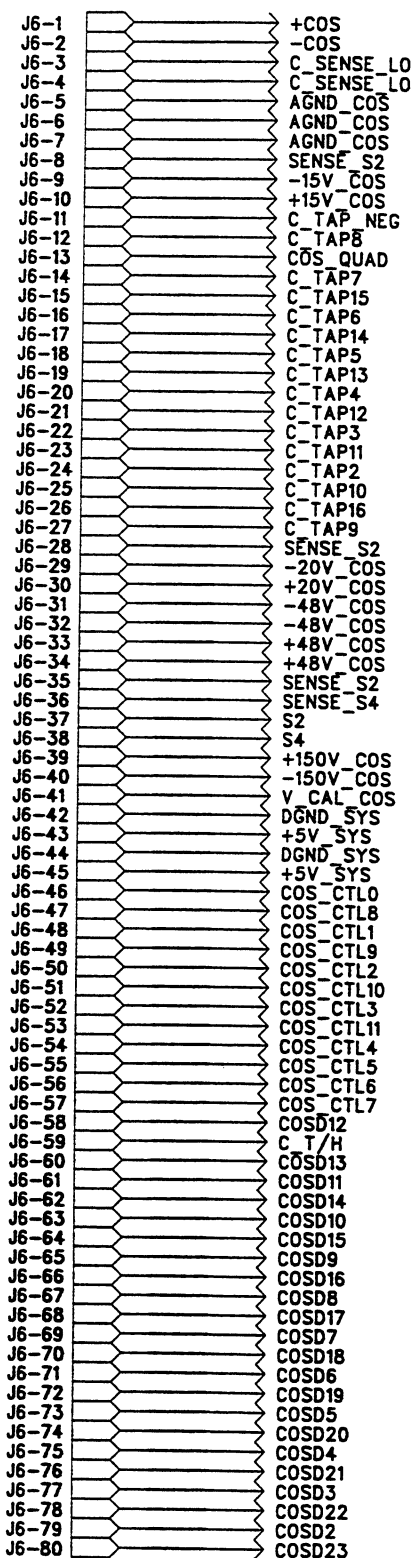 J6-1 +COS
J6-2 -COS
J6-3 C_SENSE_LO
J6-4 C_SENSE_LO
J6-5 AGND_COS
J6-6 AGND_COS
J6-7 AGND_COS
J6-8 SENSE_S2
J6-9 -15V_COS
J6-10 +15V_COS
J6-11 C_TAP_NEG
J6-12 C_TAP8
J6-13 COS_QUAD
J6-14 C_TAP7
J6-15 C_TAP15
J6-16 C_TAP6
J6-17 C_TAP14
J6-18 C_TAP5
J6-19 C_TAP13
J6-20 C_TAP4
J6-21 C_TAP12
J6-22 C_TAP3
J6-23 C_TAP11
J6-24 C_TAP2
J6-25 C_TAP10
J6-26 C_TAP16
J6-27 C_TAP9
J6-28 SENSE_S2
J6-29 -20V_COS
J6-30 +20V_COS
J6-31 -48V_COS
J6-32 -48V_COS
J6-33 +48V_COS
J6-34 +48V_COS
J6-35 SENSE_S2
J6-36 SENSE_S4
J6-37 S2
J6-38 S4
J6-39 +150V_COS
J6-40 -150V_COS
J6-41 V_CAL_COS
J6-42 DGND_SYS
J6-43 +5V_SYS
J6-44 DGND_SYS
J6-45 +5V_SYS
J6-46 COS_CTL0
J6-47 COS_CTL8
J6-48 COS_CTL1
J6-49 COS_CTL9
J6-50 COS_CTL2
J6-51 COS_CTL10
J6-52 COS_CTL3
J6-53 COS_CTL11
J6-54 COS_CTL4
J6-55 COS_CTL5
J6-56 COS_CTL6
J6-57 COS_CTL7
J6-58 COSD12
J6-59 C_T/H
J6-60 COSD13
J6-61 COSD11
J6-62 COSD14
J6-63 COSD10
J6-64 COSD15
J6-65 COSD9
J6-66 COSD16
J6-67 COSD8
J6-68 COSD17
J6-69 COSD7
J6-70 COSD18
J6-71 COSD6
J6-72 COSD19
J6-73 COSD5
J6-74 COSD20
J6-75 COSD4
J6-76 COSD21
J6-77 COSD3
J6-78 COSD22
J6-79 COSD2
J6-80 COSD23